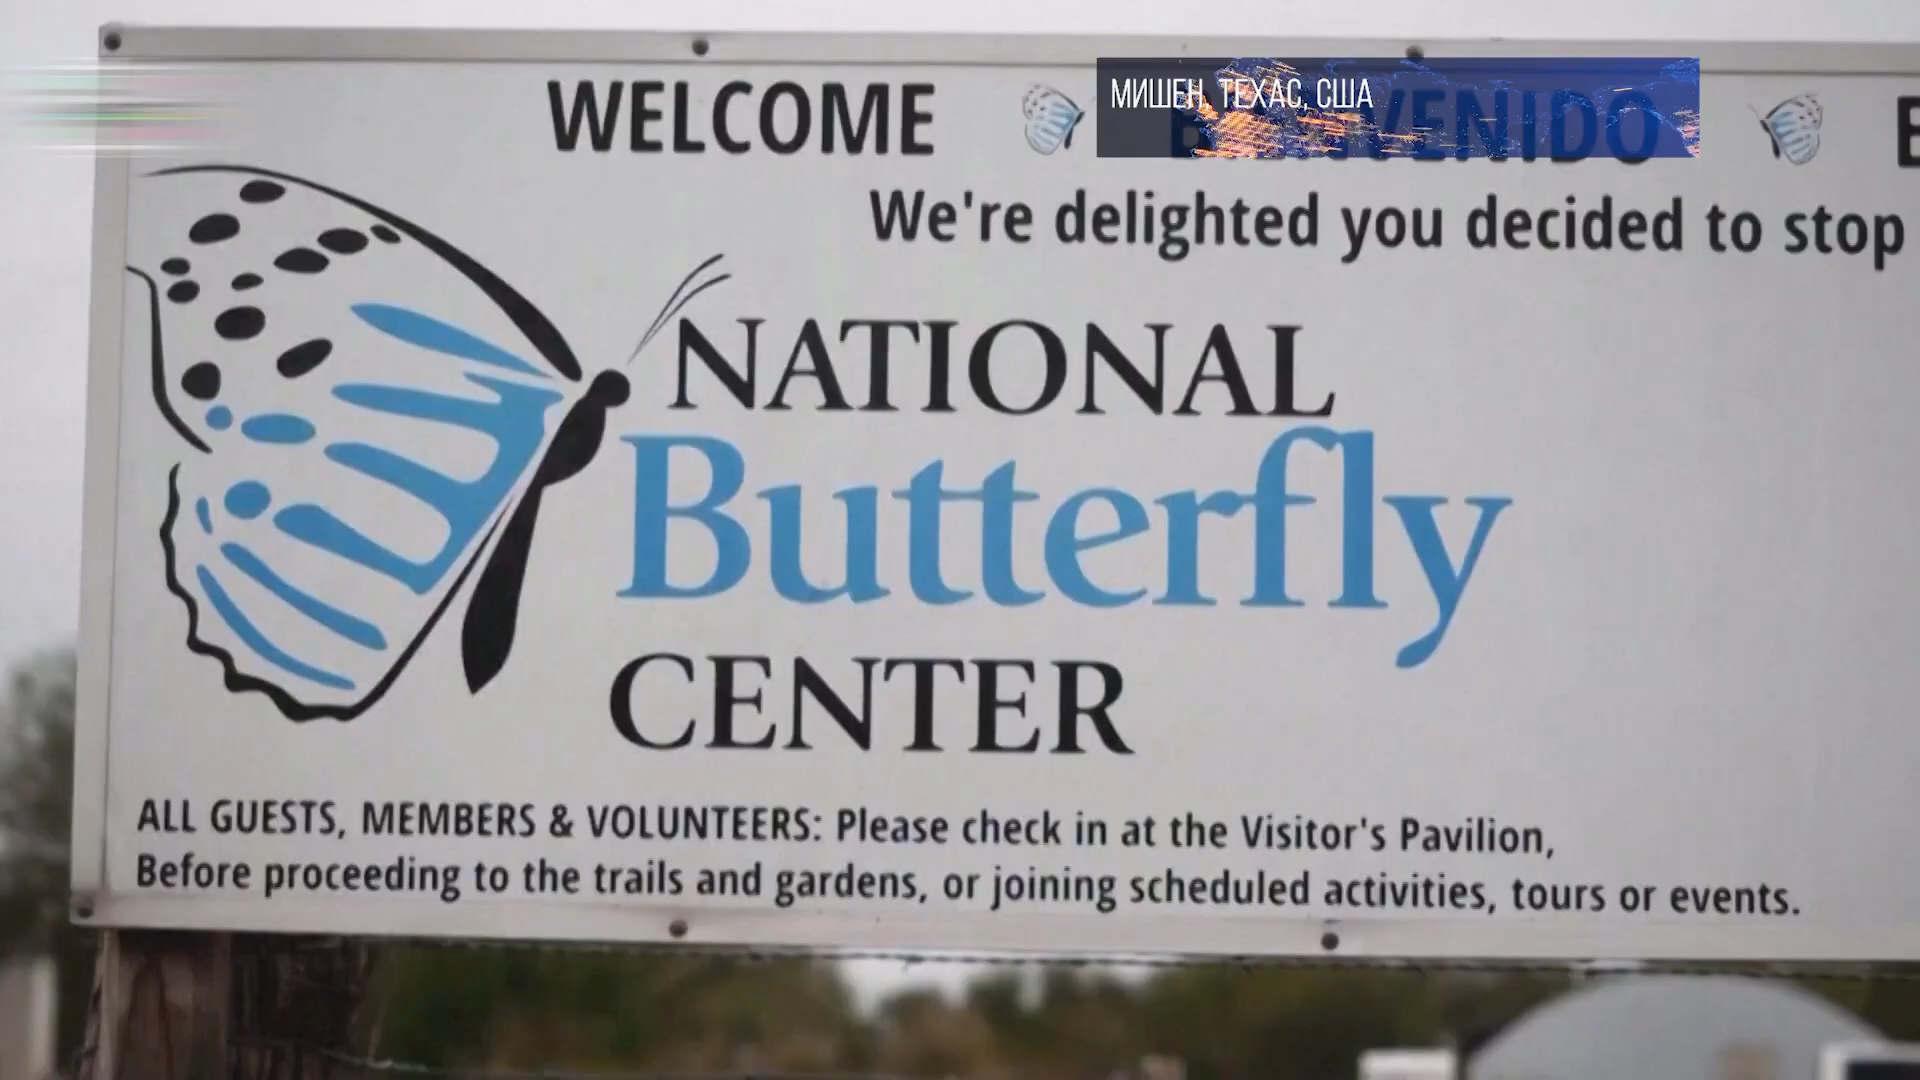 WELCOME BIENVENIDO
МИШЕН, ТЕХАС, США
We're delighted you decided to stop
NATIONAL
Butterfly
CENTER
ALL GUESTS, MEMBERS & VOLUNTEERS: Please check in at the Visitor's Pavilion,
Before proceeding to the trails and gardens, or joining scheduled activities, tours or events.